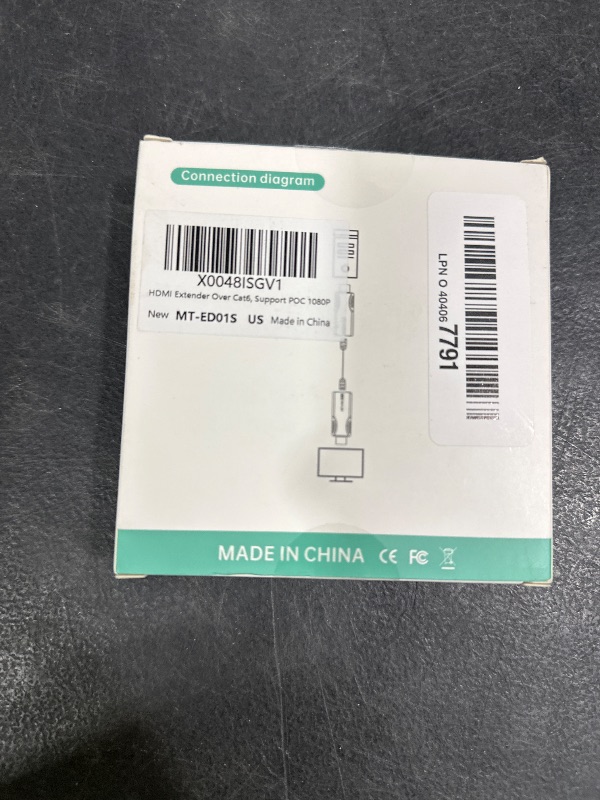 Connection diagram
X0048ISGV1
HDMI Extender Over Cat6, Support POC 1080P
New MT-ED01S US Made in China
LPN O 40406 7791
MADE IN CHINA CE FC